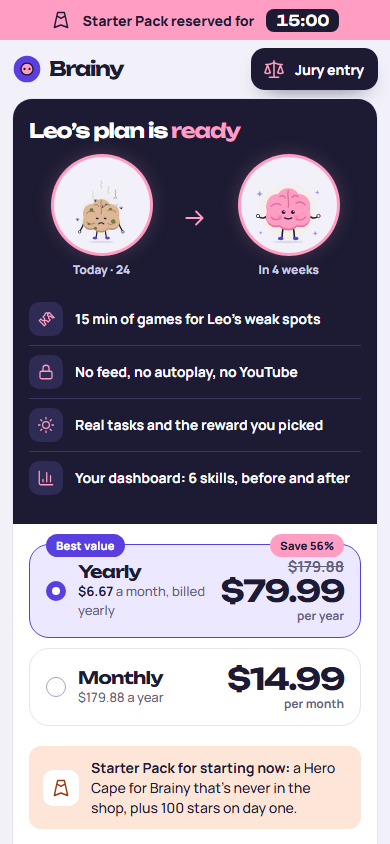 Starter Pack reserved for 15:00
Brainy
Jury entry
Leo's plan is ready
Today · 24
In 4 weeks
15 min of games for Leo's weak spots
No feed, no autoplay, no YouTube
Real tasks and the reward you picked
Your dashboard: 6 skills, before and after
Best value
Save 56%
Yearly
$6.67 a month, billed
yearly
$179.88
$79.99
per year
Monthly
$179.88 a year
$14.99
per month
Starter Pack for starting now: a Hero
Cape for Brainy that's never in the
shop, plus 100 stars on day one.